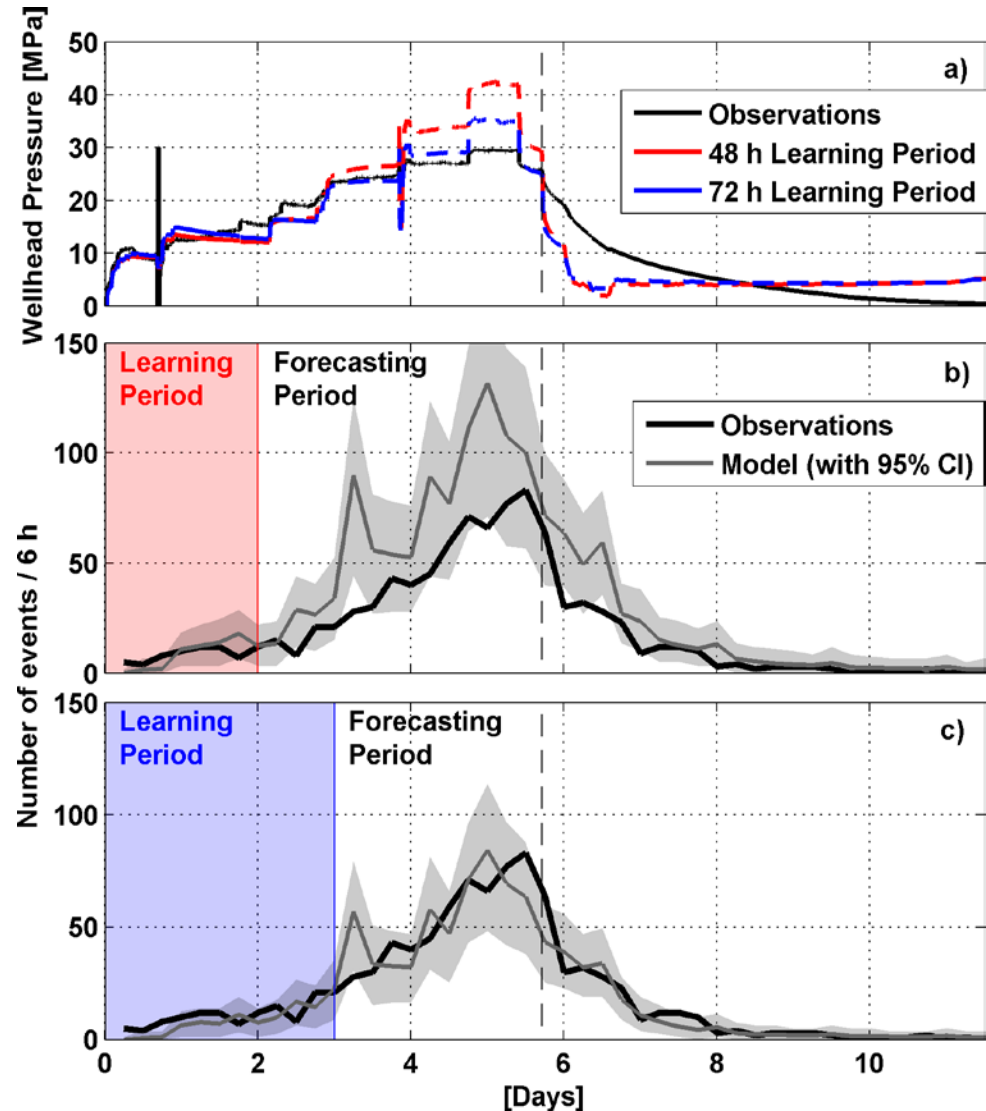 Wellhead Pressure [MPa]
50
40
30
20
10
0
a)
Observations
48 h Learning Period
72 h Learning Period
Number of events / 6 h
150
100
50
0
Learning
Period
Forecasting
Period
b)
Observations
Model (with 95% CI)
150
100
50
0
Learning
Period
Forecasting
Period
c)
0
2
4
6
8
10
[Days]